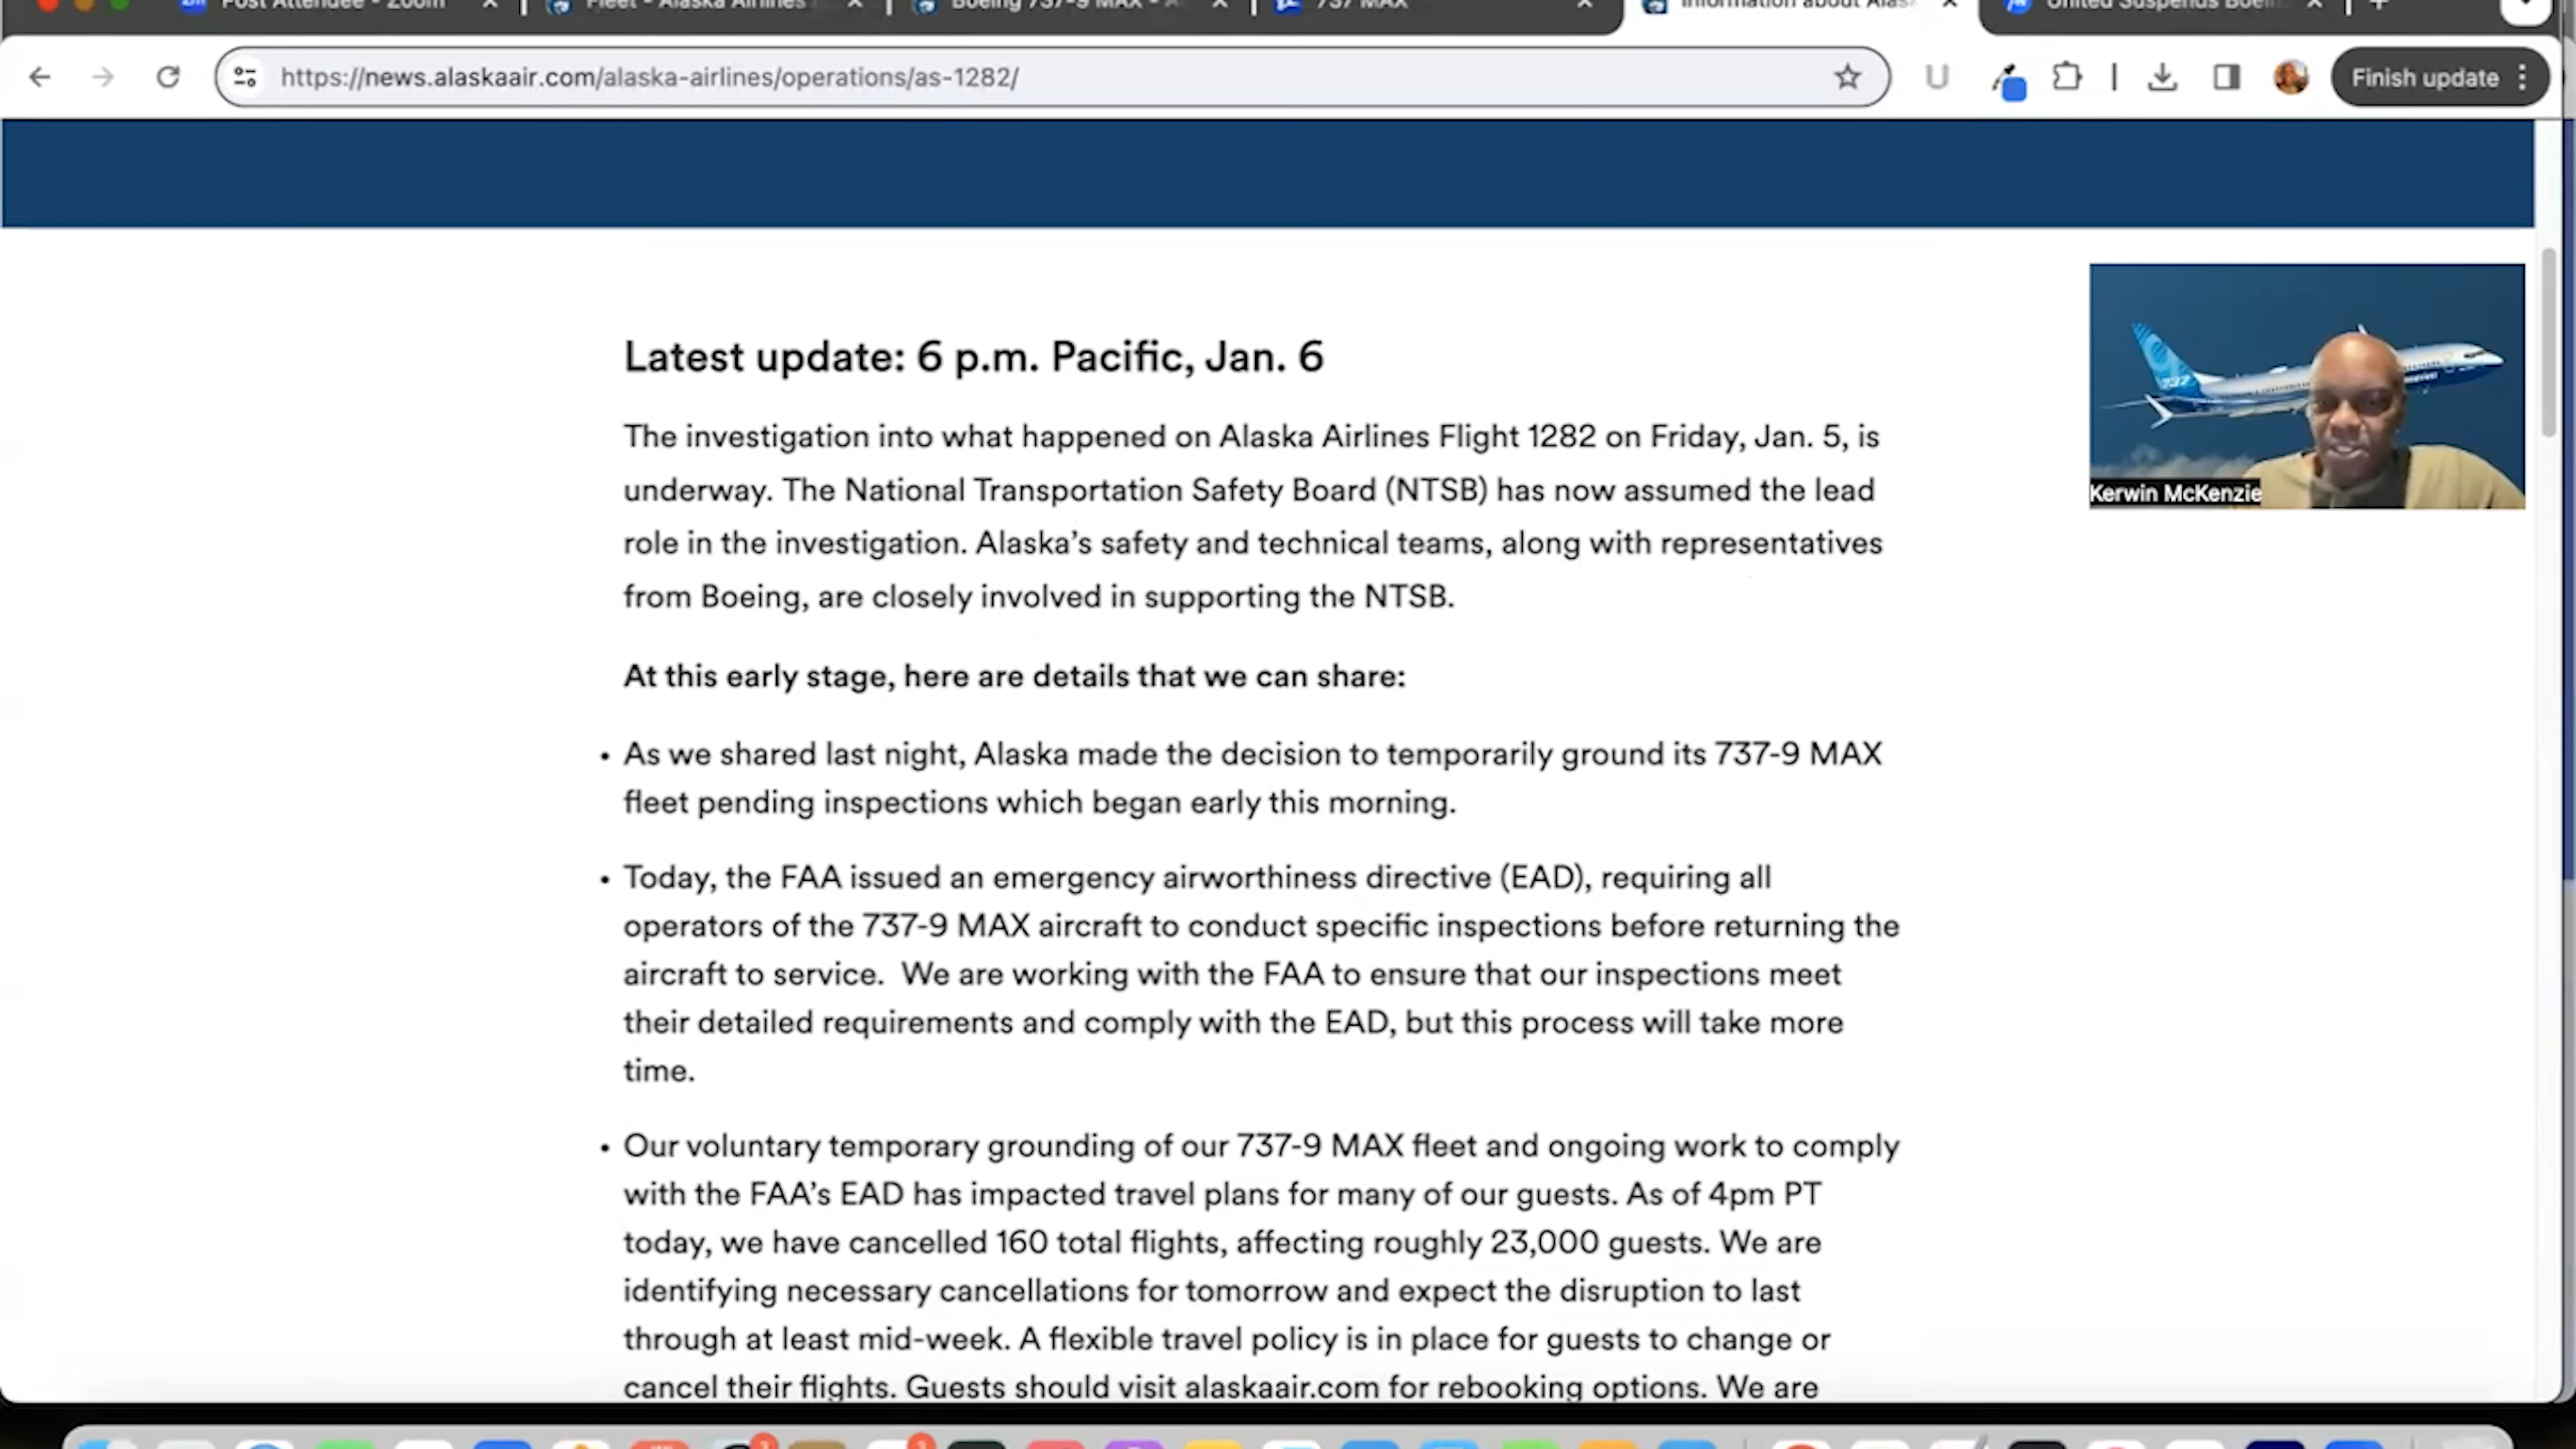 Post Attendee - Zoom
Fleet - Alaska Airlines
Boeing 737-9 MAX - A
737 MAX
Information about Alas
United Suspends Boein
https://news.alaskaair.com/alaska-airlines/operations/as-1282/
Finish update
Latest update: 6 p.m. Pacific, Jan. 6
The investigation into what happened on Alaska Airlines Flight 1282 on Friday, Jan. 5, is
underway. The National Transportation Safety Board (NTSB) has now assumed the lead
role in the investigation. Alaska’s safety and technical teams, along with representatives
from Boeing, are closely involved in supporting the NTSB.
737
Kerwin McKenzie
At this early stage, here are details that we can share:
• As we shared last night, Alaska made the decision to temporarily ground its 737-9 MAX
fleet pending inspections which began early this morning.
• Today, the FAA issued an emergency airworthiness directive (EAD), requiring all
operators of the 737-9 MAX aircraft to conduct specific inspections before returning the
aircraft to service.  We are working with the FAA to ensure that our inspections meet
their detailed requirements and comply with the EAD, but this process will take more
time.
• Our voluntary temporary grounding of our 737-9 MAX fleet and ongoing work to comply
with the FAA’s EAD has impacted travel plans for many of our guests. As of 4pm PT
today, we have cancelled 160 total flights, affecting roughly 23,000 guests. We are
identifying necessary cancellations for tomorrow and expect the disruption to last
through at least mid-week. A flexible travel policy is in place for guests to change or
cancel their flights. Guests should visit alaskaair.com for rebooking options. We are